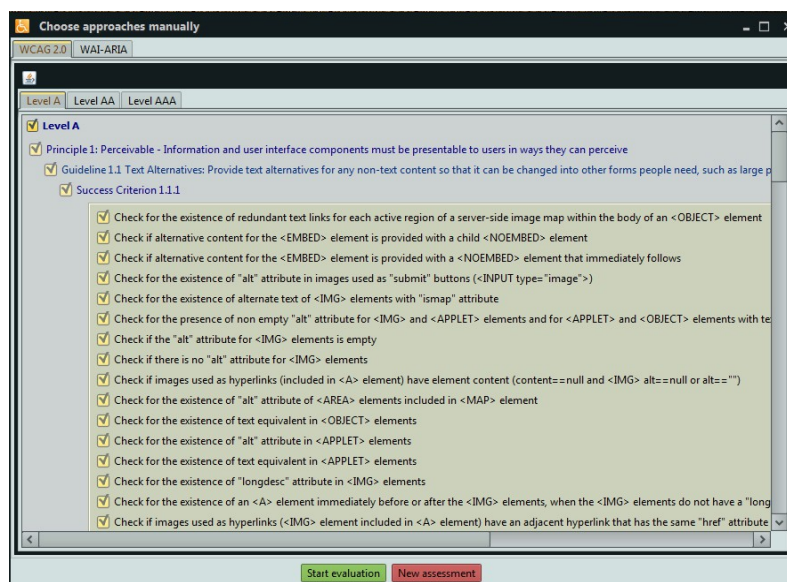 Choose approaches manually
WCAG 2.0 WAI-ARIA
Level A Level AA Level AAA
Level A
Principle 1: Perceivable - Information and user interface components must be presentable to users in ways they can perceive
Guideline 1.1 Text Alternatives: Provide text alternatives for any non-text content so that it can be changed into other forms people need, such as large p
Success Criterion 1.1.1
Check for the existence of redundant text links for each active region of a server-side image map within the body of an <OBJECT> element
Check if alternative content for the <EMBED> element is provided with a child <NOEMBED> element
Check if alternative content for the <EMBED> element is provided with a <NOEMBED> element that immediately follows
Check for the existence of "alt" attribute in images used as "submit" buttons (<INPUT type="image">)
Check for the existence of alternate text of <IMG> elements with "ismap" attribute
Check for the presence of non empty "alt" attribute for <IMG> and <APPLET> elements and for <APPLET> and <OBJECT> elements with te
Check if the "alt" attribute for <IMG> elements is empty
Check if there is no "alt" attribute for <IMG> elements
Check if images used as hyperlinks (included in <A> element) have element content (content==null and <IMG> alt==null or alt=="")
Check for the existence of "alt" attribute of <AREA> elements included in <MAP> element
Check for the existence of text equivalent in <OBJECT> elements
Check for the existence of "alt" attribute in <APPLET> elements
Check for the existence of text equivalent in <APPLET> elements
Check for the existence of "longdesc" attribute in <IMG> elements
Check for the existence of an <A> element immediately before or after the <IMG> elements, when the <IMG> elements do not have a "long
Check if images used as hyperlinks (<IMG> element included in <A> element) have an adjacent hyperlink that has the same "href" attribute
Start evaluation New assessment